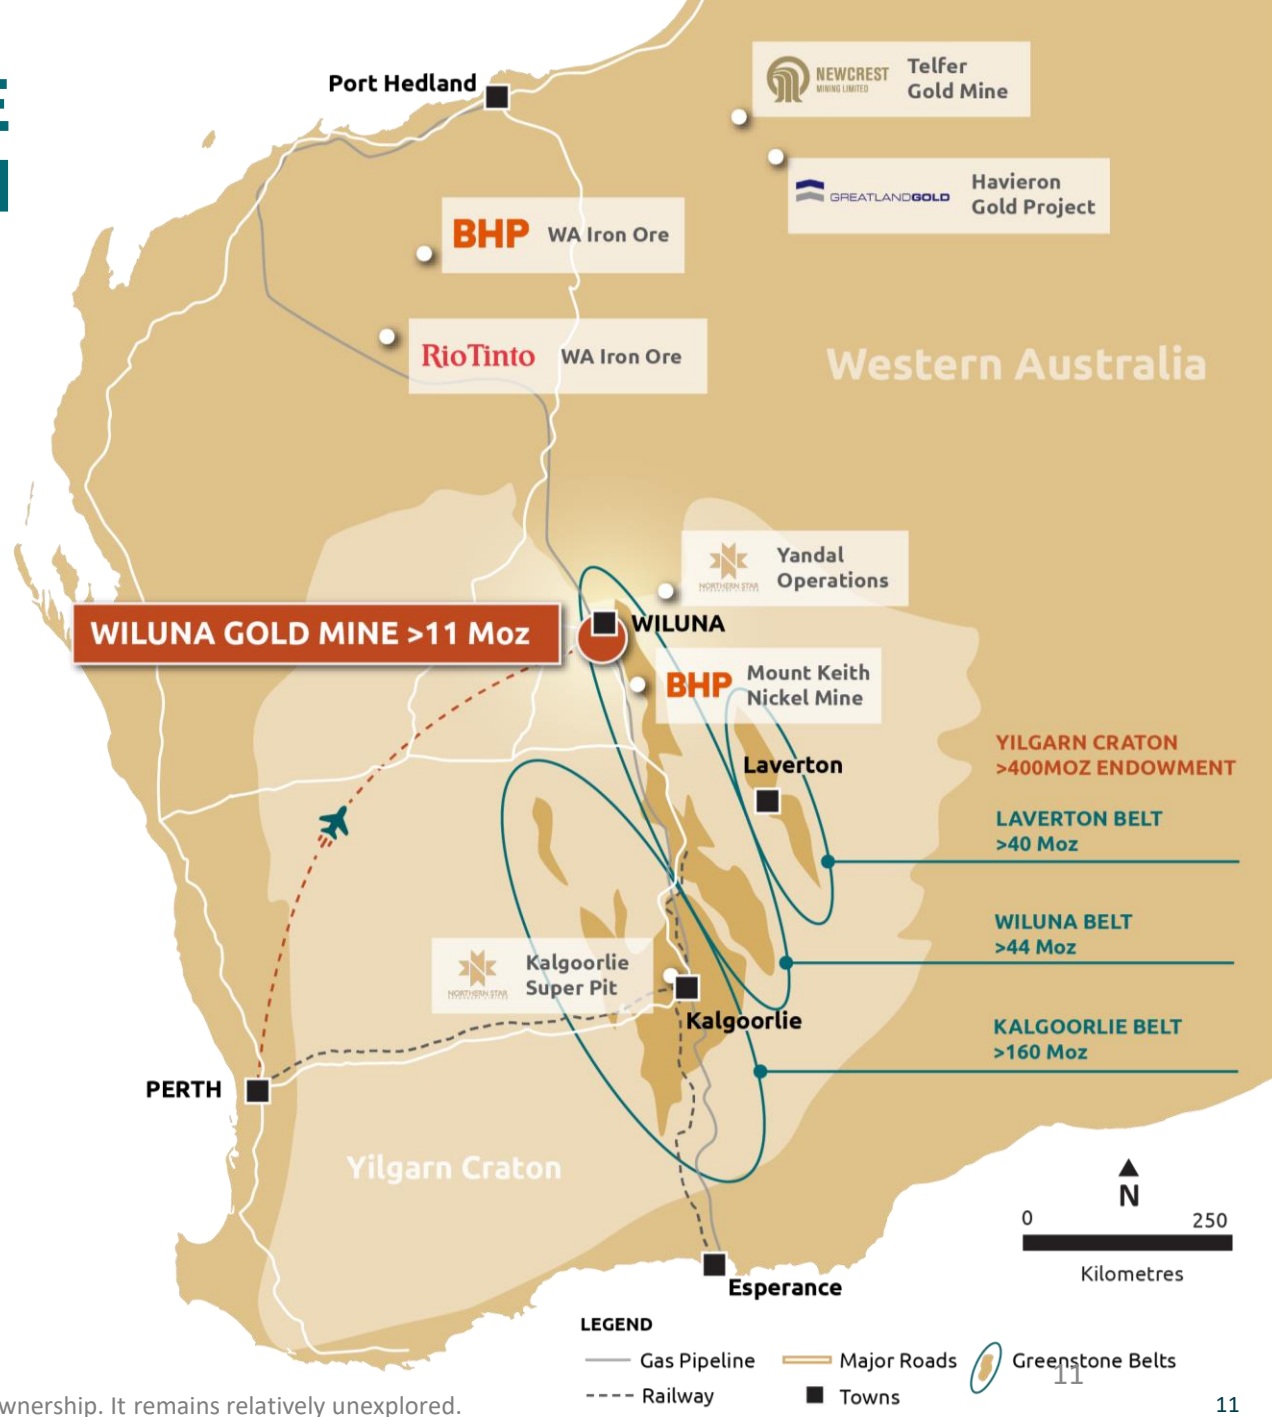 Port Hedland
NEWCREST
MINING LIMITED
Telfer
Gold Mine
GREATLANDGOLD
Havieron
Gold Project
BHP WA Iron Ore
RioTinto WA Iron Ore
Western Australia
NORTHERN STAR
Yandal
Operations
WILUNA GOLD MINE >11 Moz
WILUNA
BHP
Mount Keith
Nickel Mine
Laverton
YILGARN CRATON
>400MOZ ENDOWMENT
LAVERTON BELT
>40 Moz
WILUNA BELT
>44 Moz
NORTHERN STAR
Kalgoorlie
Super Pit
Kalgoorlie
KALGOORLIE BELT
>160 Moz
PERTH
Yilgarn Craton
N
0 250
Kilometres
Esperance
LEGEND
Gas Pipeline
Major Roads
Greenstone Belts
Railway
Towns
11
wnership. It remains relatively unexplored.
11